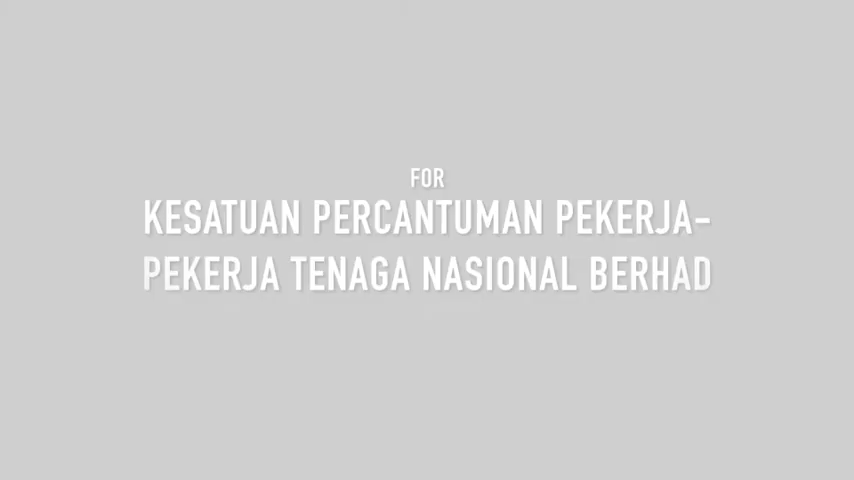 FOR
KESATUAN PERCANTUMAN PEKERJA-
PEKERJA TENAGA NASIONAL BERHAD